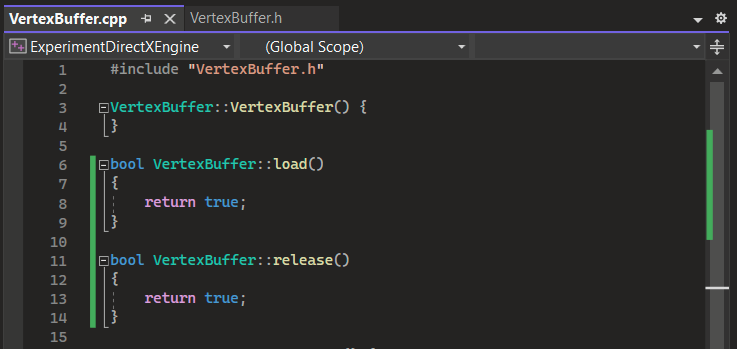 VertexBuffer.cpp VertexBuffer.h
ExperimentDirectXEngine (Global Scope)
1 #include "VertexBuffer.h"
2
3 VertexBuffer::VertexBuffer() {
4 }
5
6 bool VertexBuffer::load()
7 {
8 return true;
9 }
10
11 bool VertexBuffer::release()
12 {
13 return true;
14 }
15